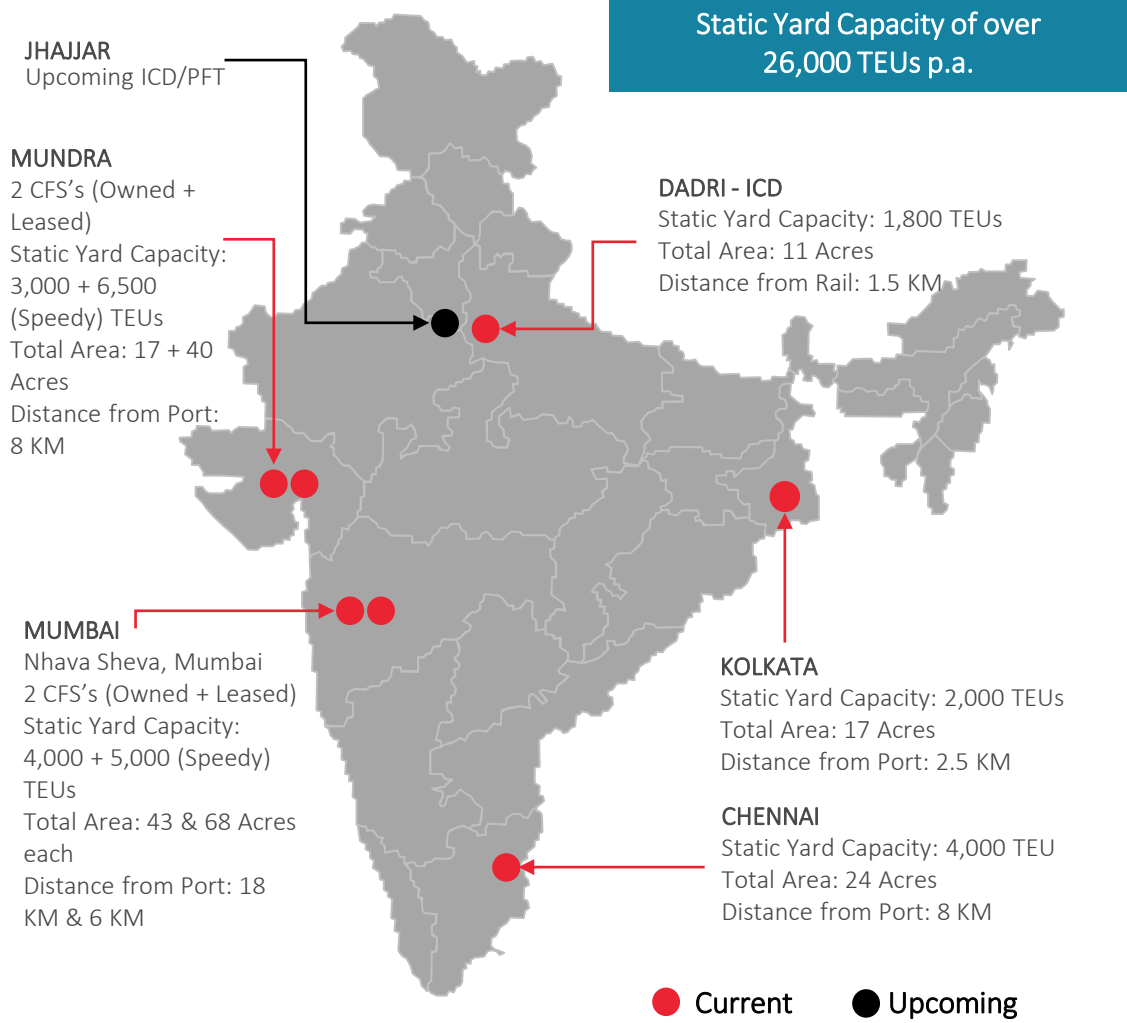 Static Yard Capacity of over
26,000 TEUs p.a.
JHAJJAR
Upcoming ICD/PFT
MUNDRA
2 CFS’s (Owned +
Leased)
Static Yard Capacity:
3,000 + 6,500
(Speedy) TEUs
Total Area: 17 + 40
Acres
Distance from Port:
8 KM
DADRI - ICD
Static Yard Capacity: 1,800 TEUs
Total Area: 11 Acres
Distance from Rail: 1.5 KM
MUMBAI
Nhava Sheva, Mumbai
2 CFS’s (Owned + Leased)
Static Yard Capacity:
4,000 + 5,000 (Speedy)
TEUs
Total Area: 43 & 68 Acres
each
Distance from Port: 18
KM & 6 KM
KOLKATA
Static Yard Capacity: 2,000 TEUs
Total Area: 17 Acres
Distance from Port: 2.5 KM
CHENNAI
Static Yard Capacity: 4,000 TEU
Total Area: 24 Acres
Distance from Port: 8 KM
Current
Upcoming